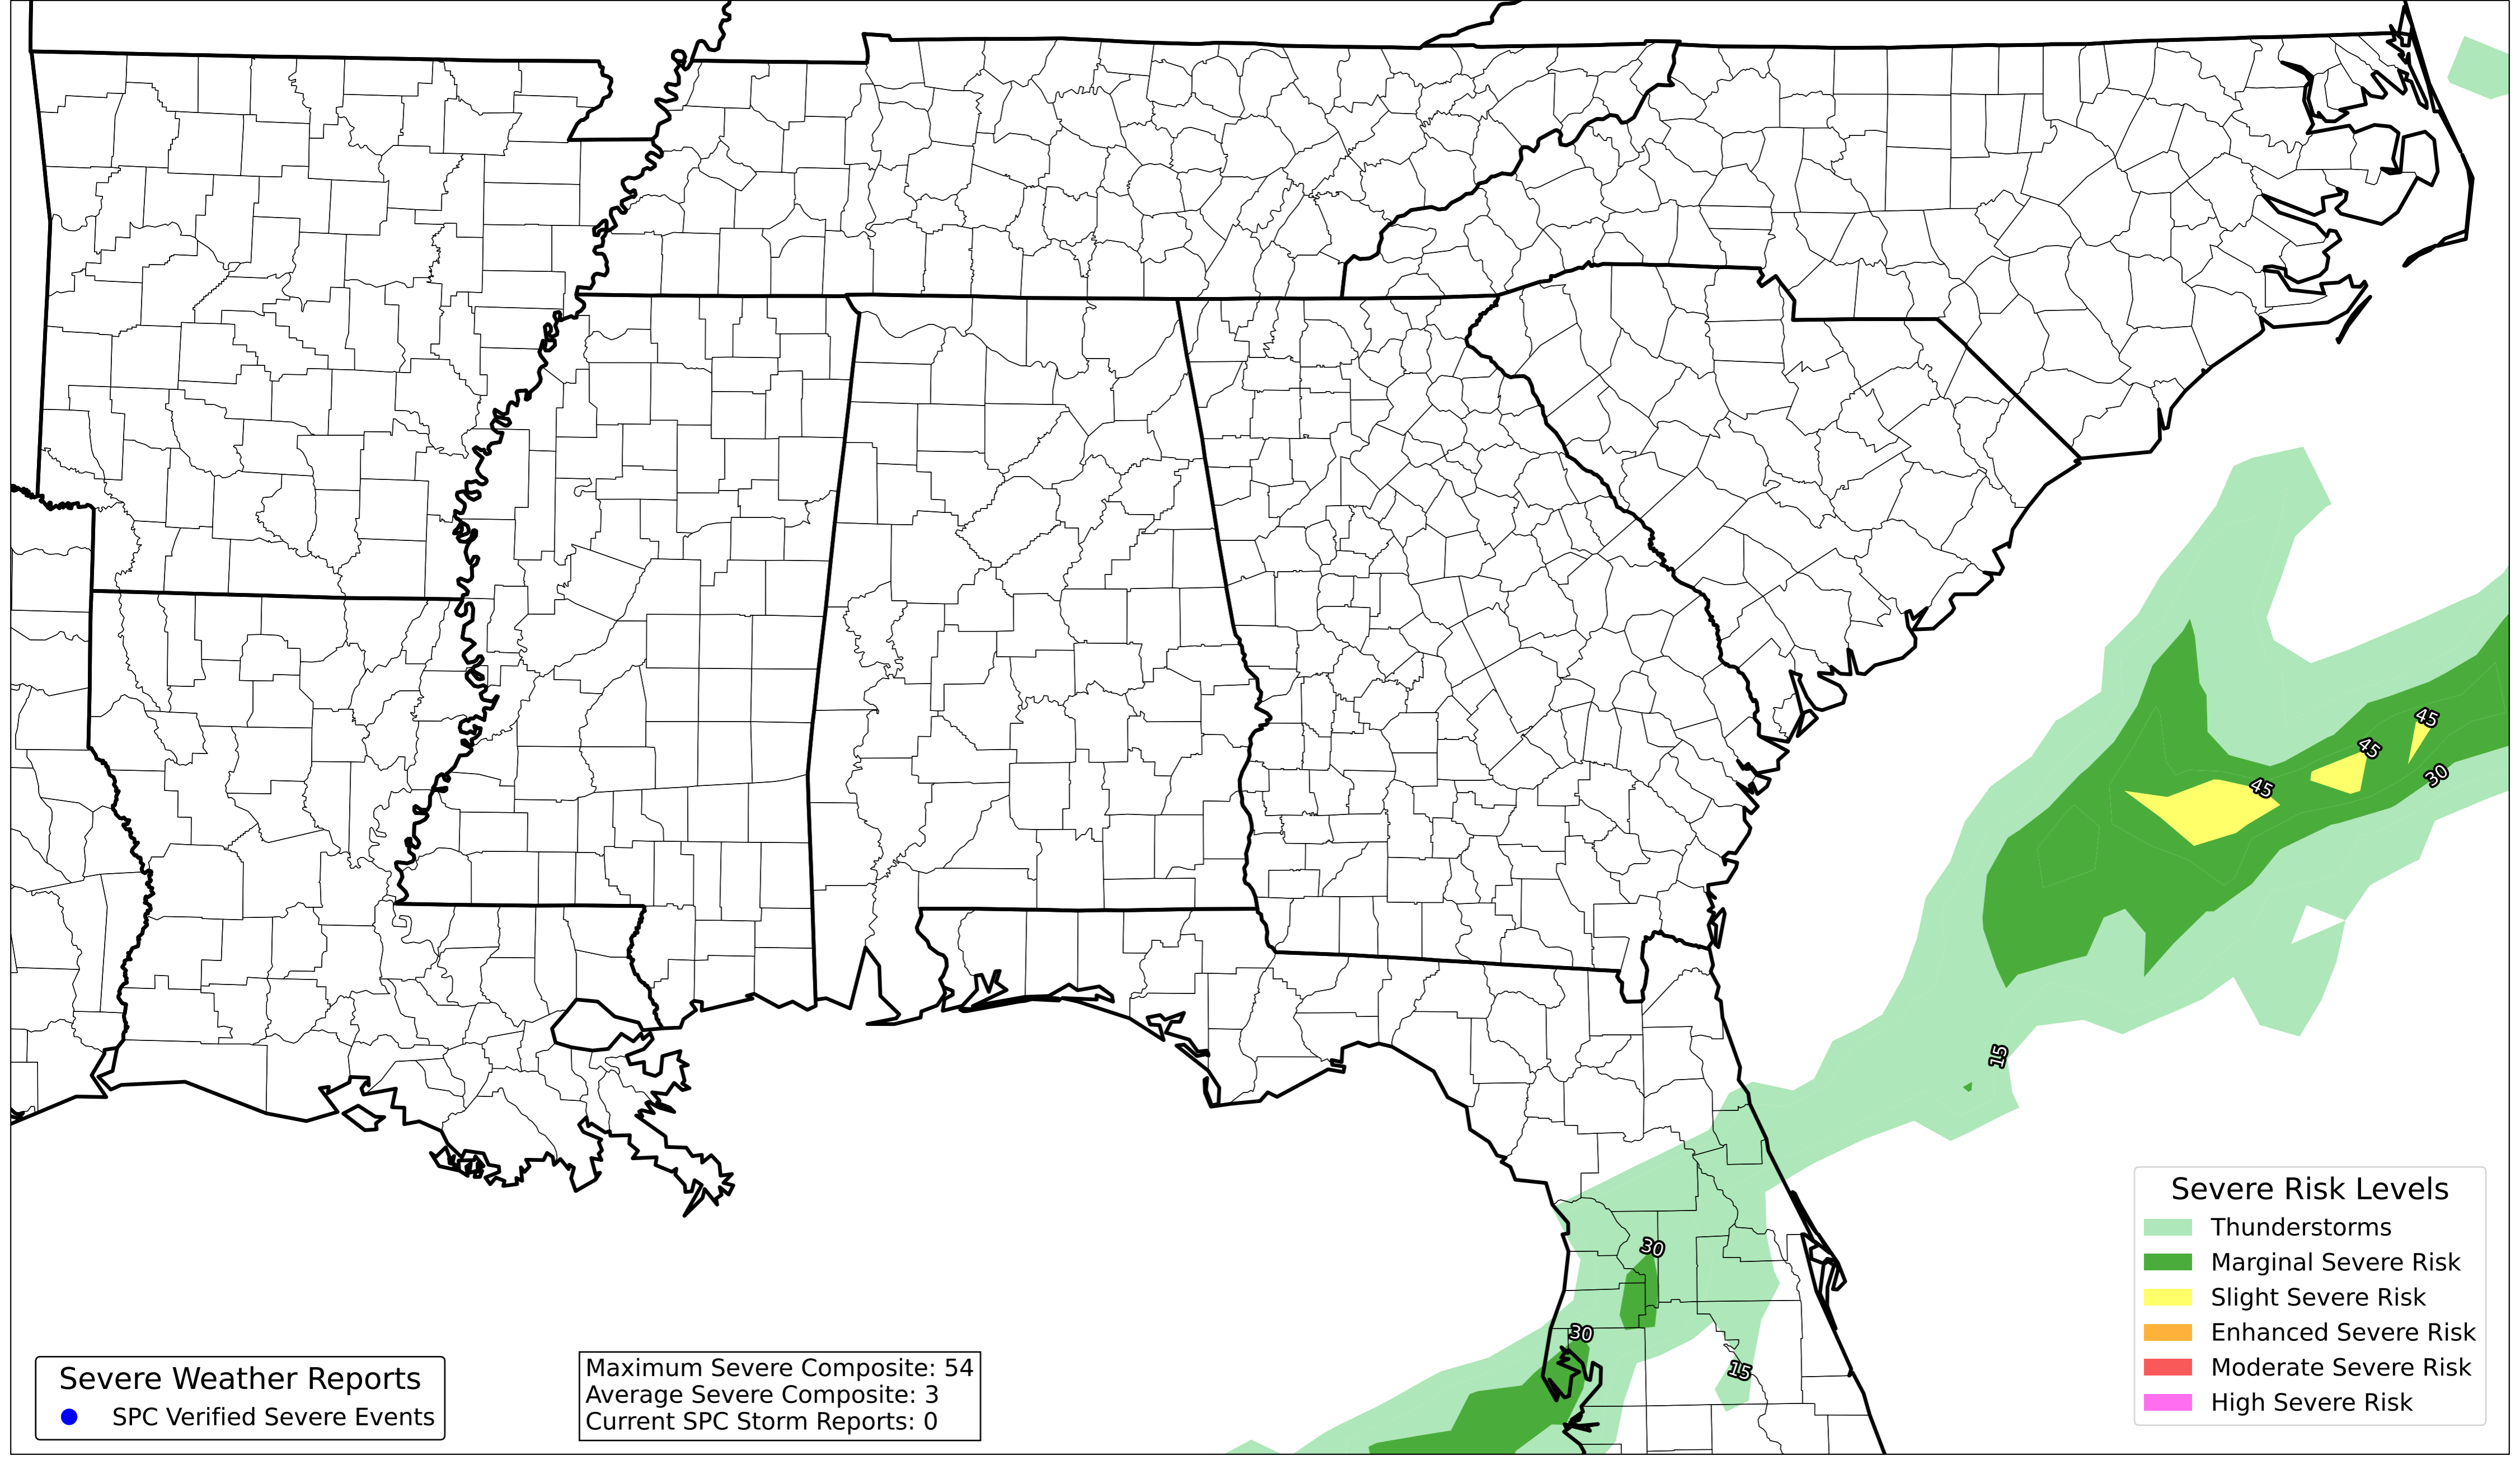 45
45
45
30
15
30
30
15
Severe Risk Levels
Thunderstorms
Marginal Severe Risk
Slight Severe Risk
Enhanced Severe Risk
Moderate Severe Risk
High Severe Risk
Severe Weather Reports
SPC Verified Severe Events
Maximum Severe Composite: 54
Average Severe Composite: 3
Current SPC Storm Reports: 0